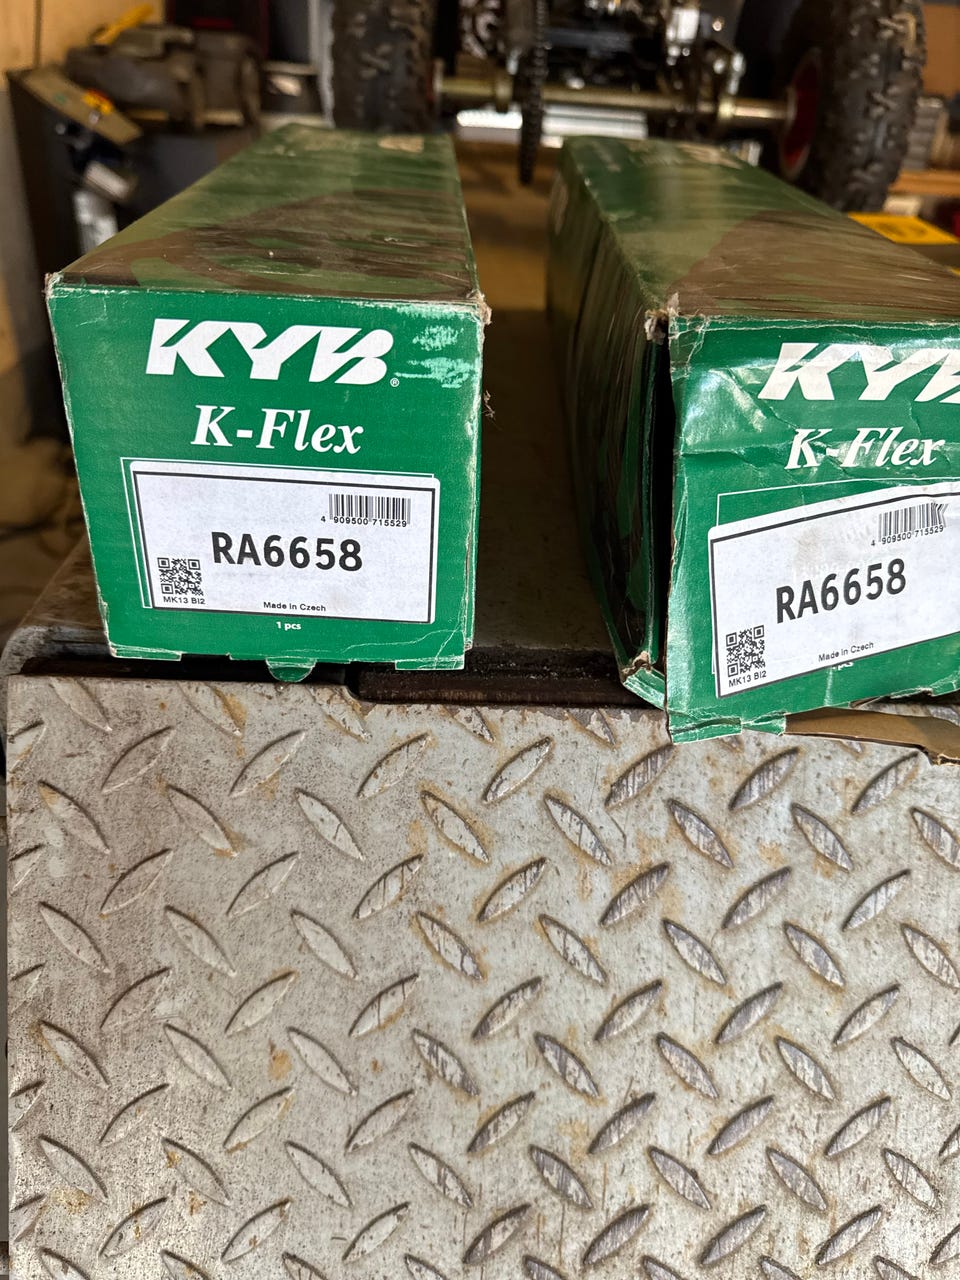 KYB®
K-Flex
4 909500 715529
RA6658
MK13 BI2
Made in Czech
1 pcs
KYB
K-Flex
4 909500 715529
RA6658
MK13 BI2
Made in Czech
pcs